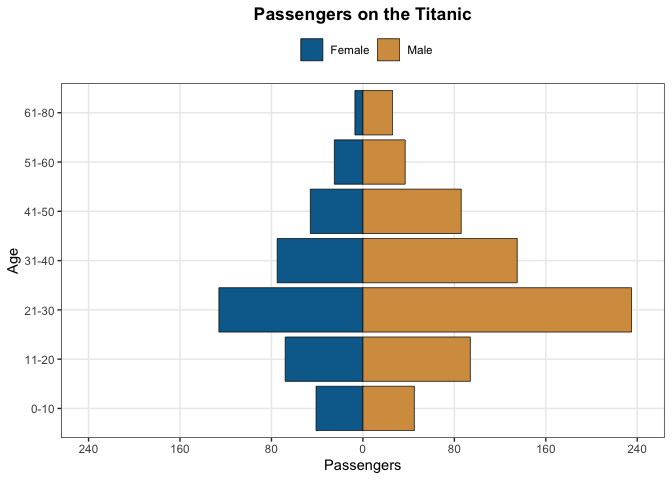 Passengers on the Titanic
Female Male
61-80
51-60
41-50
31-40
21-30
11-20
0-10
Age
240 160 80 0 80 160 240
Passengers